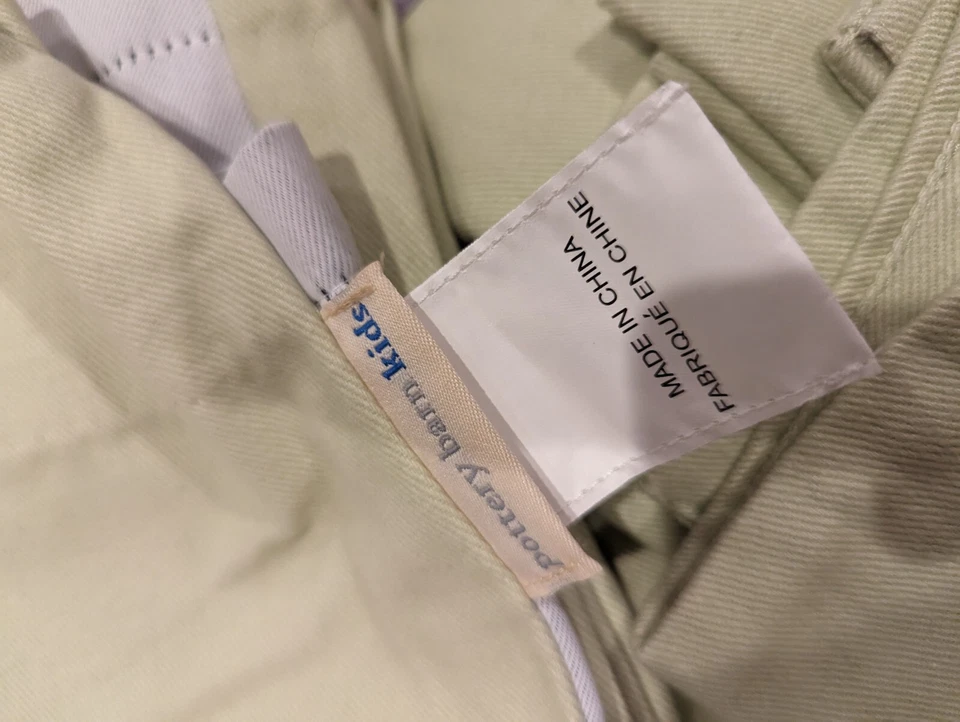 pottery barn kids
MADE IN CHINA
FABRIQUÉ EN CHINE